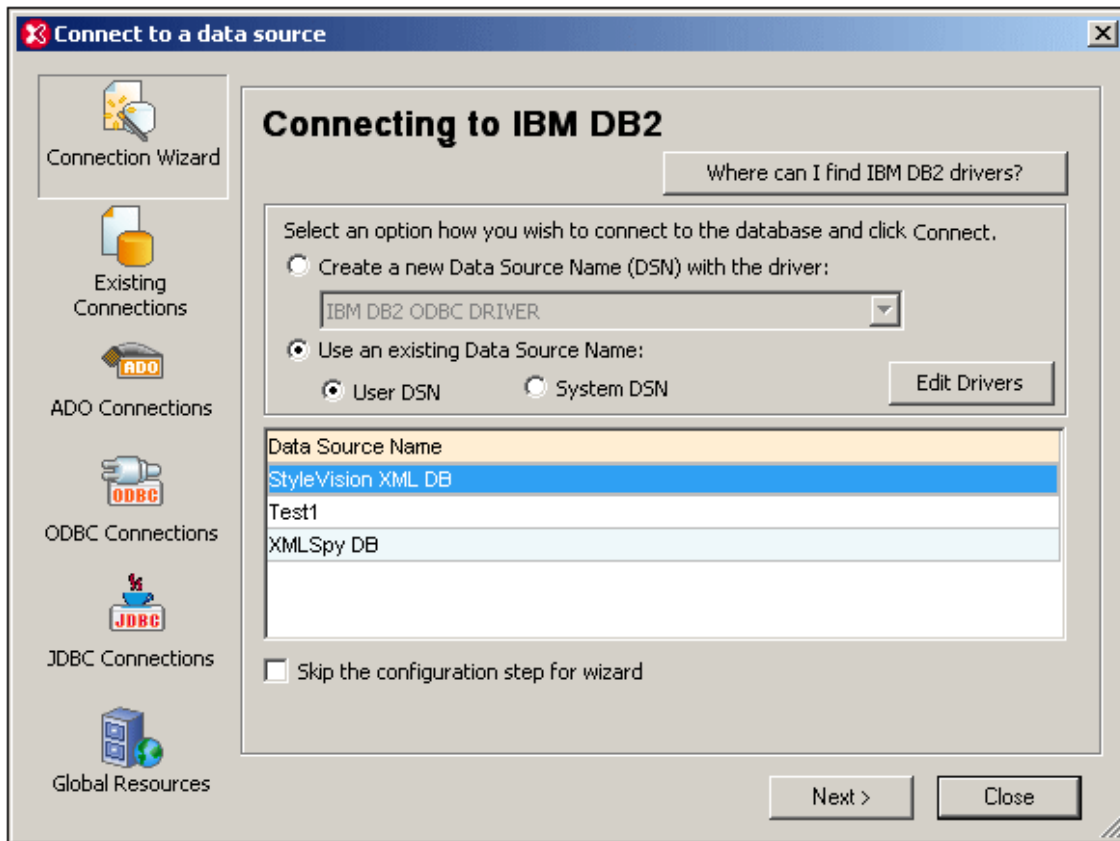 Connect to a data source
Connection Wizard
Existing
Connections
ADO
ADO Connections
ODBC
ODBC Connections
JDBC
JDBC Connections
Global Resources
Connecting to IBM DB2
Where can I find IBM DB2 drivers?
Select an option how you wish to connect to the database and click Connect.
Create a new Data Source Name (DSN) with the driver:
IBM DB2 ODBC DRIVER
Use an existing Data Source Name:
User DSN
System DSN
Edit Drivers
Data Source Name
StyleVision XML DB
Test1
XMLSpy DB
Skip the configuration step for wizard
Next >
Close